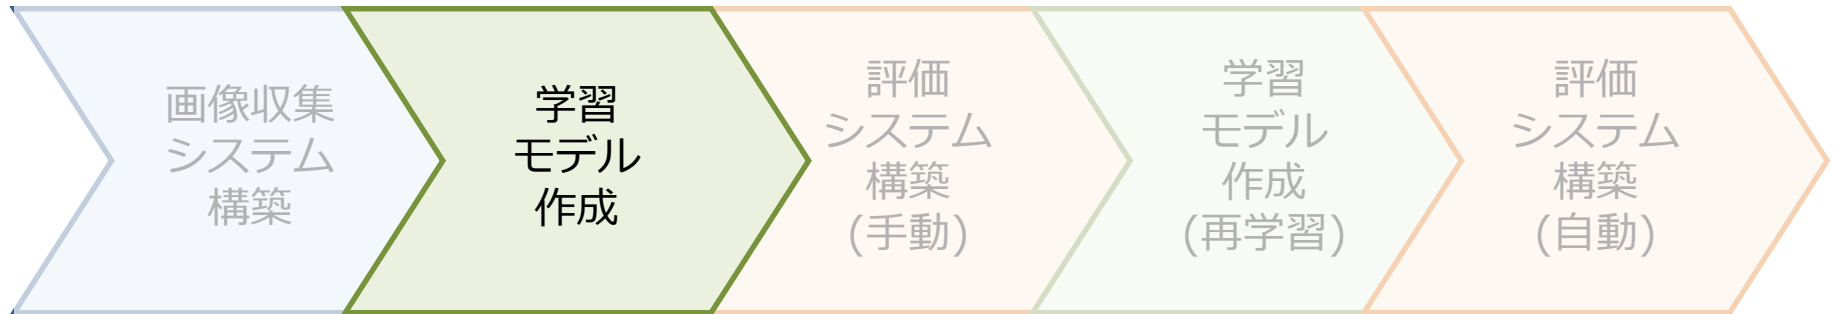 画像収集
システム
構築
学習
モデル
作成
評価
システム
構築
(手動)
学習
モデル
作成
(再学習)
評価
システム
構築
(自動)